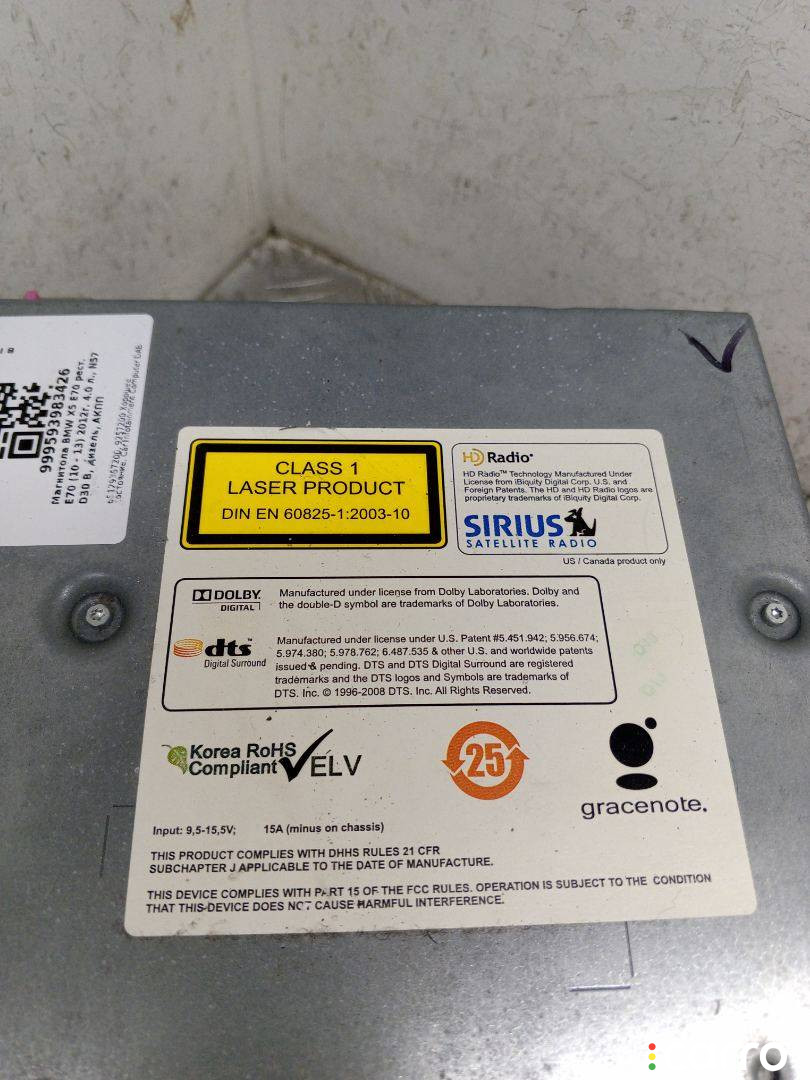 999593983426
Магнитола BMW X5 E70 рест.
E70 (10 - 13) 2012г. 4.0 л., N57
D30 B, дизель, АКПП
CLASS 1
LASER PRODUCT
DIN EN 60825-1:2003-10
HD Radio
HD Radio™ Technology Manufactured Under
License from iBiquity Digital Corp. U.S. and
Foreign Patents. The HD and HD Radio logos are
proprietary trademarks of iBiquity Digital Corp.
SIRIUS
SATELLITE RADIO
US / Canada product only
DOLBY
DIGITAL
Manufactured under license from Dolby Laboratories. Dolby and
the double-D symbol are trademarks of Dolby Laboratories.
dts™
Digital Surround
Manufactured under license under U.S. Patent #5.451.942; 5.956.674;
5.974.380; 5.978.762; 6.487.535 & other U.S. and worldwide patents
issued & pending. DTS and DTS Digital Surround are registered
trademarks and the DTS logos and Symbols are trademarks of
DTS. Inc. © 1996-2008 DTS. Inc. All Rights Reserved.
Korea RoHS
Compliant
ELV
25
gracenote.
Input: 9,5-15,5V; 15A (minus on chassis)
THIS PRODUCT COMPLIES WITH DHHS RULES 21 CFR
SUBCHAPTER J APPLICABLE TO THE DATE OF MANUFACTURE.
THIS DEVICE COMPLIES WITH PART 15 OF THE FCC RULES. OPERATION IS SUBJECT TO THE CONDITION
THAT THIS DEVICE DOES NOT CAUSE HARMFUL INTERFERENCE.